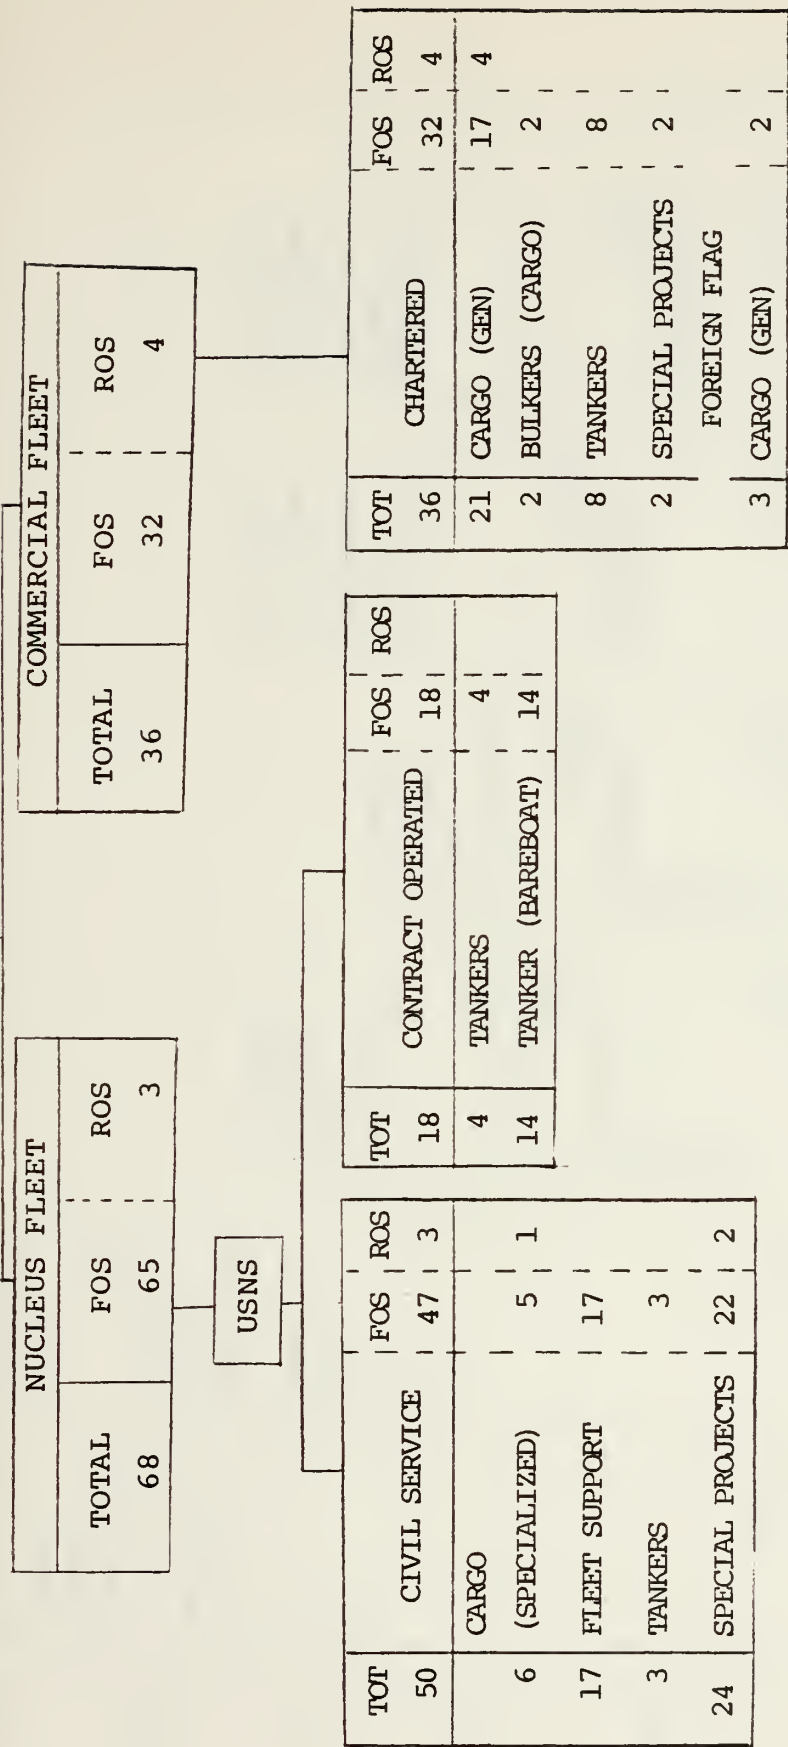 NUCLEUS FLEET
TOTAL FOS ROS
68 65 3
COMMERCIAL FLEET
TOTAL FOS ROS
36 32 4
USNS
TOT CIVIL SERVICE FOS ROS
50 47 3
CARGO
6 (SPECIALIZED) 5 1
17 FLEET SUPPORT 17
3 TANKERS 3
24 SPECIAL PROJECTS 22 2
TOT CONTRACT OPERATED FOS ROS
18 18
4 TANKERS 4
14 TANKER (BAREBOAT) 14
TOT CHARTERED FOS ROS
36 32 4
21 CARGO (GEN) 17 4
2 BULKERS (CARGO) 2
8 TANKERS 8
2 SPECIAL PROJECTS 2
FOREIGN FLAG
3 CARGO (GEN) 2